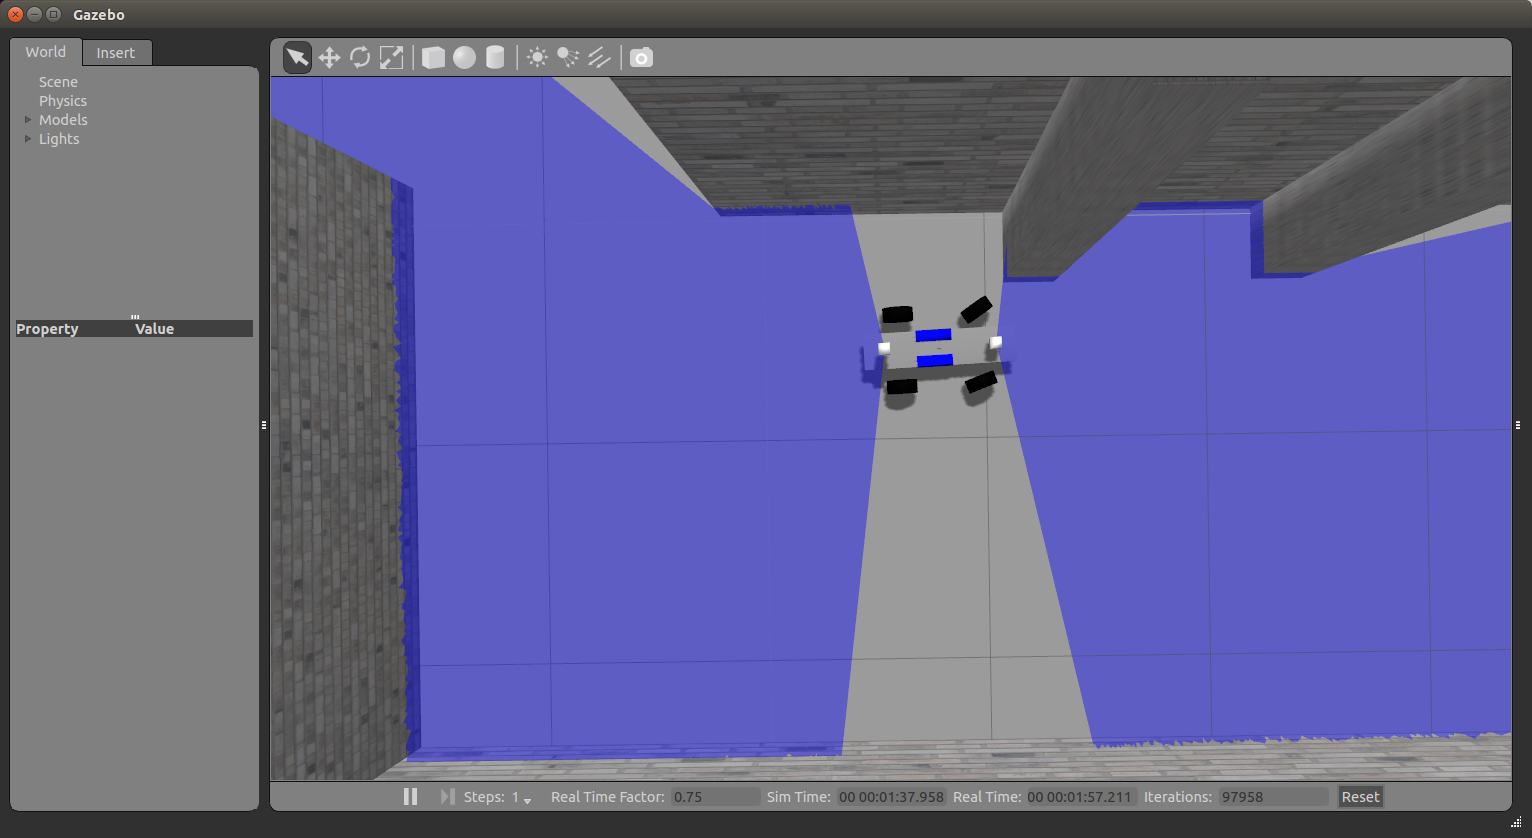 Gazebo
World Insert
Scene
Physics
Models
Lights
Property Value
Steps: 1 Real Time Factor: 0.75 Sim Time: 00 00:01:37.958 Real Time: 00 00:01:57.211 Iterations: 97958 Reset